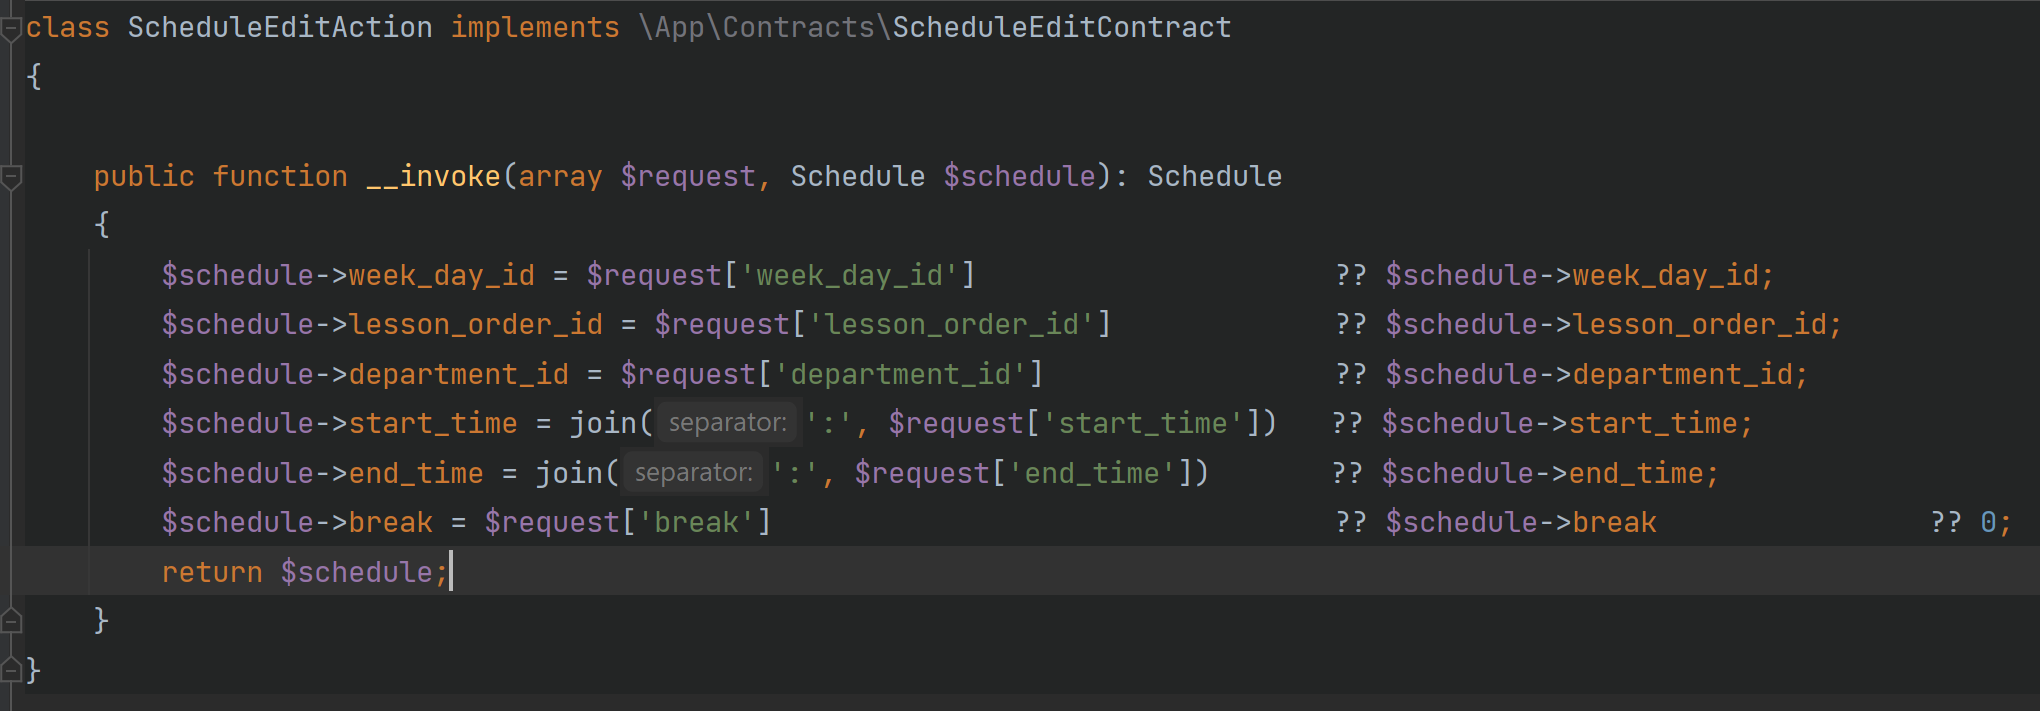 class ScheduleEditAction implements \App\Contracts\ScheduleEditContract
{
public function __invoke(array $request, Schedule $schedule): Schedule
{
$schedule->week_day_id = $request['week_day_id'] ?? $schedule->week_day_id;
$schedule->lesson_order_id = $request['lesson_order_id'] ?? $schedule->lesson_order_id;
$schedule->department_id = $request['department_id'] ?? $schedule->department_id;
$schedule->start_time = join( separator: ':', $request['start_time']) ?? $schedule->start_time;
$schedule->end_time = join( separator: ':', $request['end_time']) ?? $schedule->end_time;
$schedule->break = $request['break'] ?? $schedule->break ?? 0;
return $schedule;
}
}